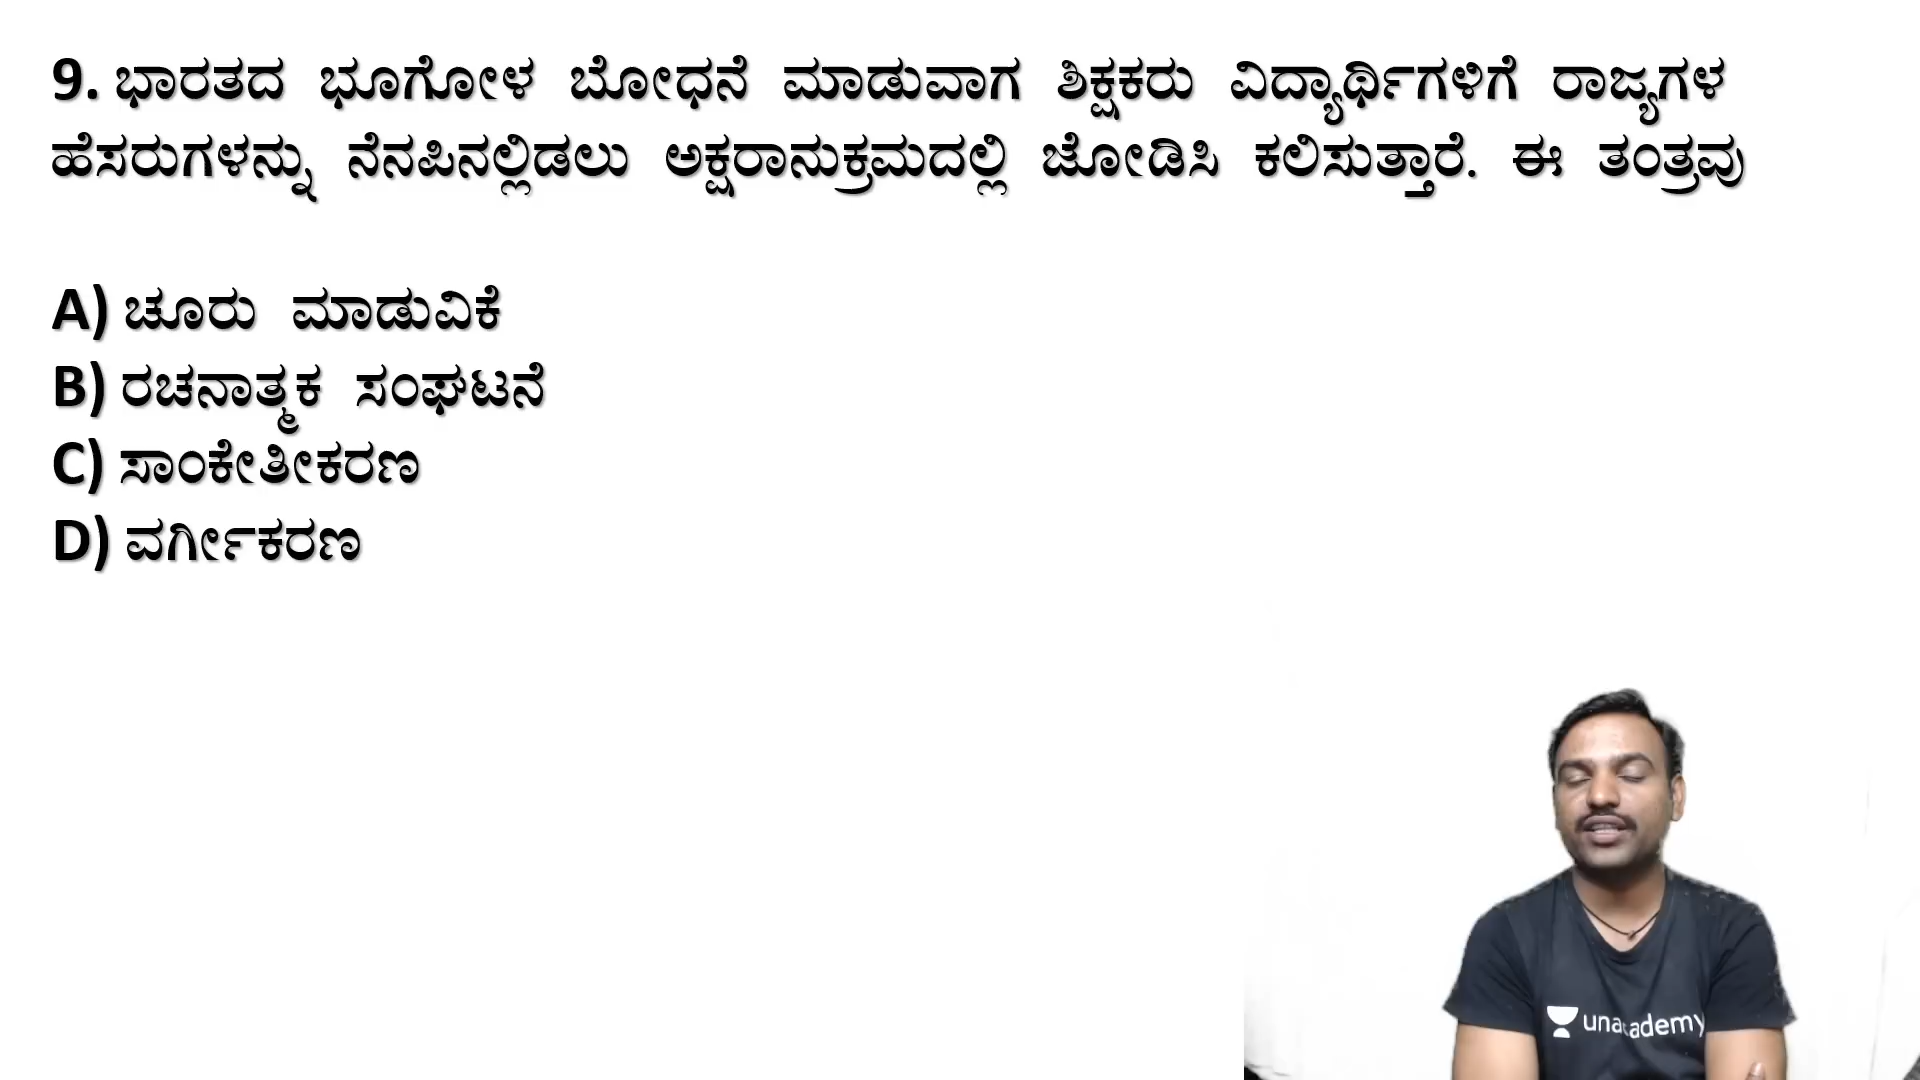 9. ಭಾರತದ ಭೂಗೋಳ ಬೋಧನೆ ಮಾಡುವಾಗ ಶಿಕ್ಷಕರು ವಿದ್ಯಾರ್ಥಿಗಳಿಗೆ ರಾಜ್ಯಗಳ
ಹೆಸರುಗಳನ್ನು ನೆನಪಿನಲ್ಲಿಡಲು ಅಕ್ಷರಾನುಕ್ರಮದಲ್ಲಿ ಜೋಡಿಸಿ ಕಲಿಸುತ್ತಾರೆ. ಈ ತಂತ್ರವು
A) ಚೂರು ಮಾಡುವಿಕೆ
B) ರಚನಾತ್ಮಕ ಸಂಘಟನೆ
C) ಸಾಂಕೇತೀಕರಣ
D) ವರ್ಗೀಕರಣ
unacademy